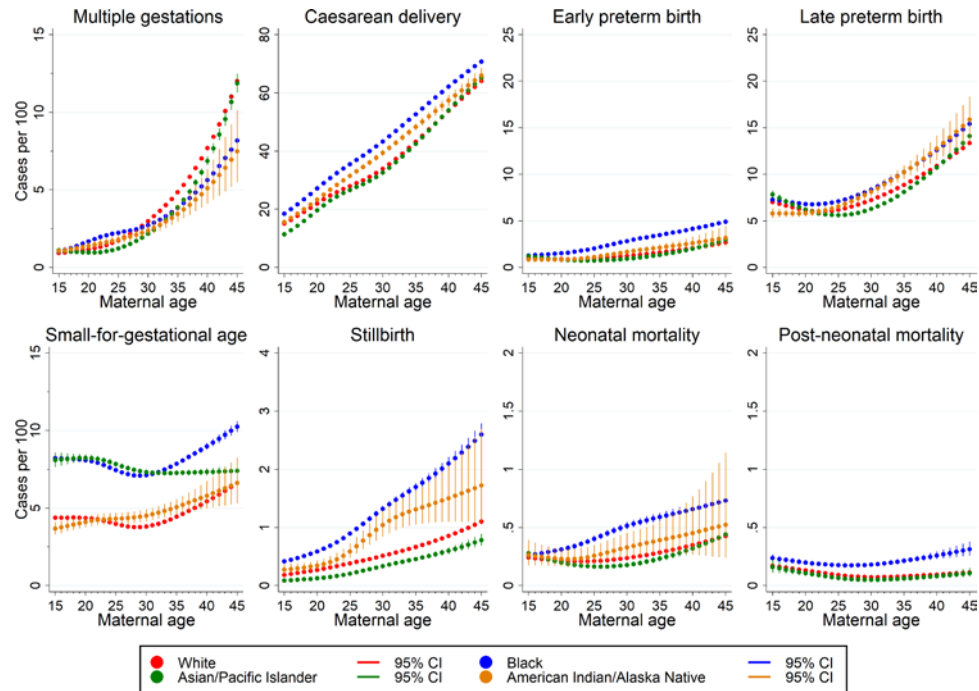 Multiple gestations
Caesarean delivery
Early preterm birth
Late preterm birth
Cases per 100
0 5 10 15
0 20 40 60 80
0 5 10 15 20 25
0 5 10 15 20 25
15 20 25 30 35 40 45
15 20 25 30 35 40 45
15 20 25 30 35 40 45
15 20 25 30 35 40 45
Maternal age
Maternal age
Maternal age
Maternal age
Small-for-gestational age
Stillbirth
Neonatal mortality
Post-neonatal mortality
Cases per 100
0 5 10 15
0 1 2 3 4
0 .5 1 1.5 2
0 .5 1 1.5 2
15 20 25 30 35 40 45
15 20 25 30 35 40 45
15 20 25 30 35 40 45
15 20 25 30 35 40 45
Maternal age
Maternal age
Maternal age
Maternal age
White 95% CI Black 95% CI
Asian/Pacific Islander 95% CI American Indian/Alaska Native 95% CI